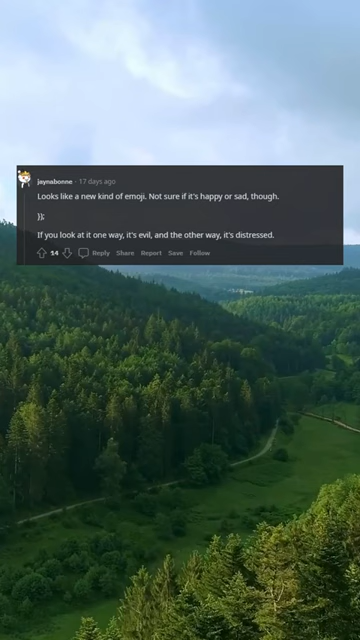 jaynabonne · 17 days ago
Looks like a new kind of emoji. Not sure if it's happy or sad, though.
});
If you look at it one way, it's evil, and the other way, it's distressed.
14 Reply Share Report Save Follow